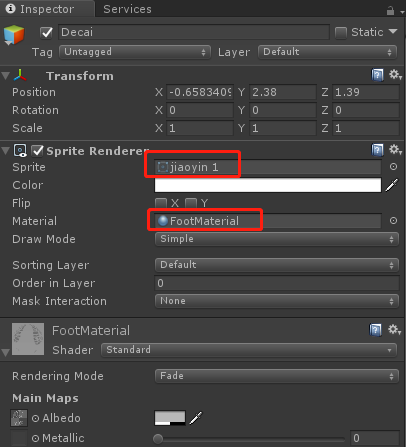 Inspector Services
Decai Static
Tag Untagged Layer Default
Transform
Position X -0.6583409 Y 2.38 Z 1.39
Rotation X 0 Y 0 Z 0
Scale X 1 Y 1 Z 1
Sprite Renderer
Sprite jiaoyin 1
Color
Flip X Y
Material FootMaterial
Draw Mode Simple
Sorting Layer Default
Order in Layer 0
Mask Interaction None
FootMaterial
Shader Standard
Rendering Mode Fade
Main Maps
Albedo
Metallic 0